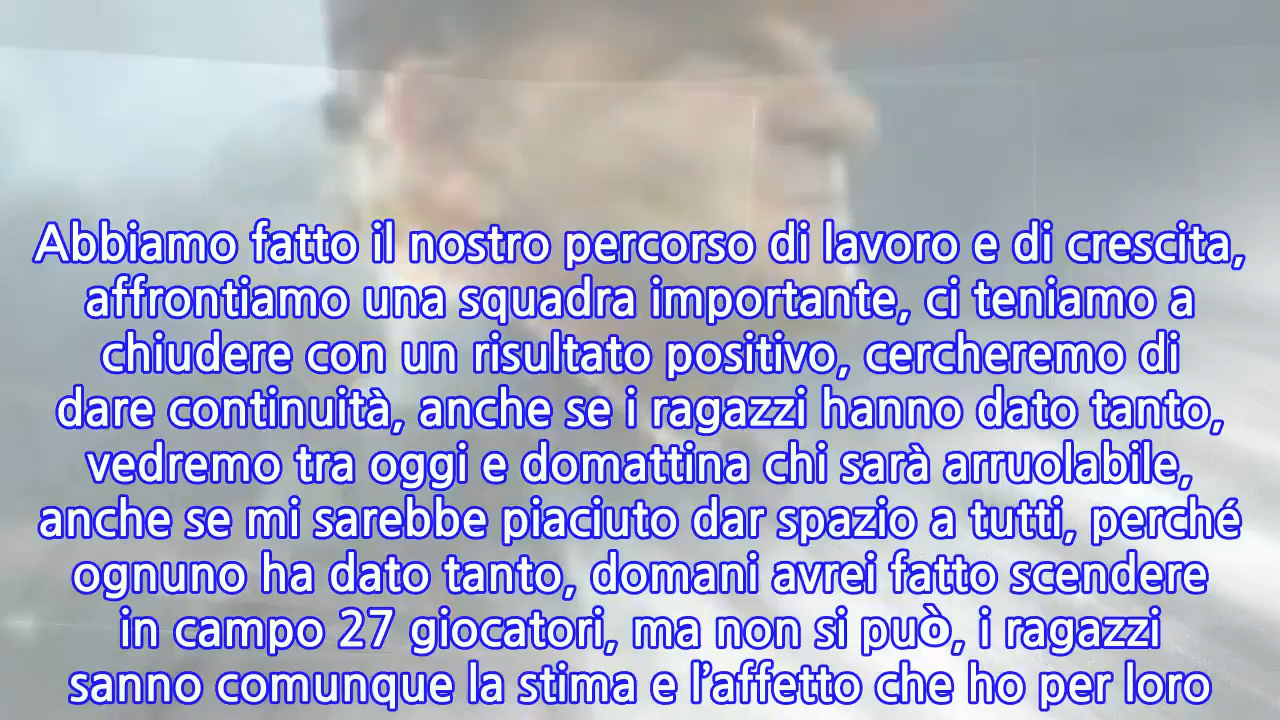 Abbiamo fatto il nostro percorso di lavoro e di crescita,
affrontiamo una squadra importante, ci teniamo a
chiudere con un risultato positivo, cercheremo di
dare continuità, anche se i ragazzi hanno dato tanto,
vedremo tra oggi e domattina chi sarà arruolabile,
anche se mi sarebbe piaciuto dar spazio a tutti, perché
ognuno ha dato tanto, domani avrei fatto scendere
in campo 27 giocatori, ma non si può, i ragazzi
sanno comunque la stima e l’affetto che ho per loro